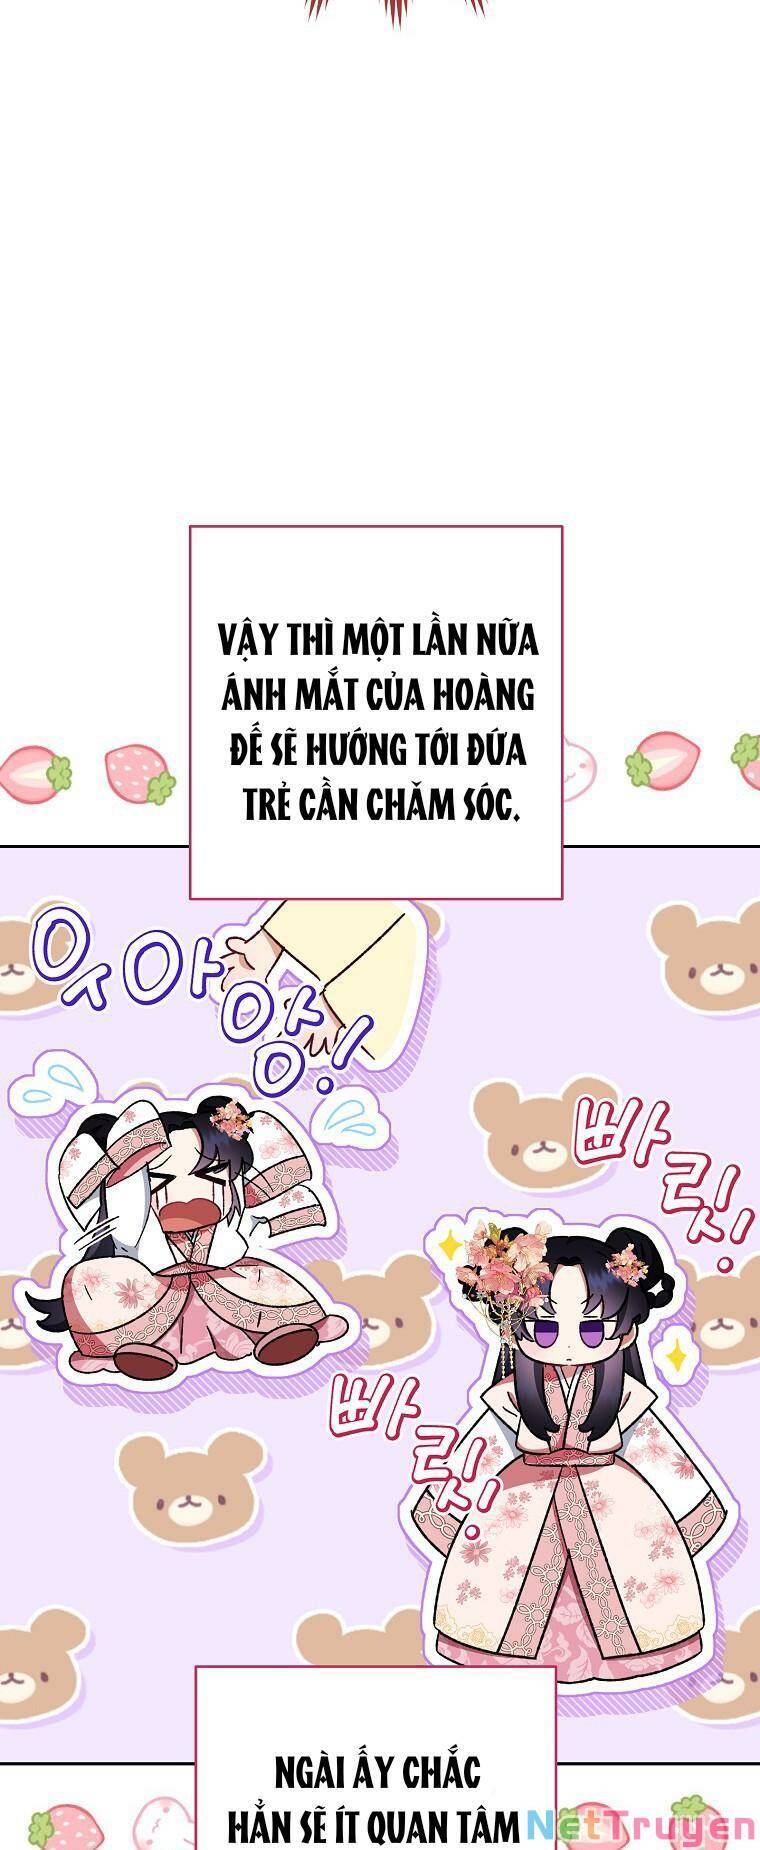 VẬY THÌ MỘT LẦN NỮA
ÁNH MẮT CỦA HOÀNG
ĐẾ SẼ HƯỚNG TỚI ĐỨA
TRẺ CẦN CHĂM SÓC.
우아앙!
빠릿!
빠릿!
NGÀI ẤY CHẮC
HẲN SẼ ÍT QUAN TÂM
NetTruyen